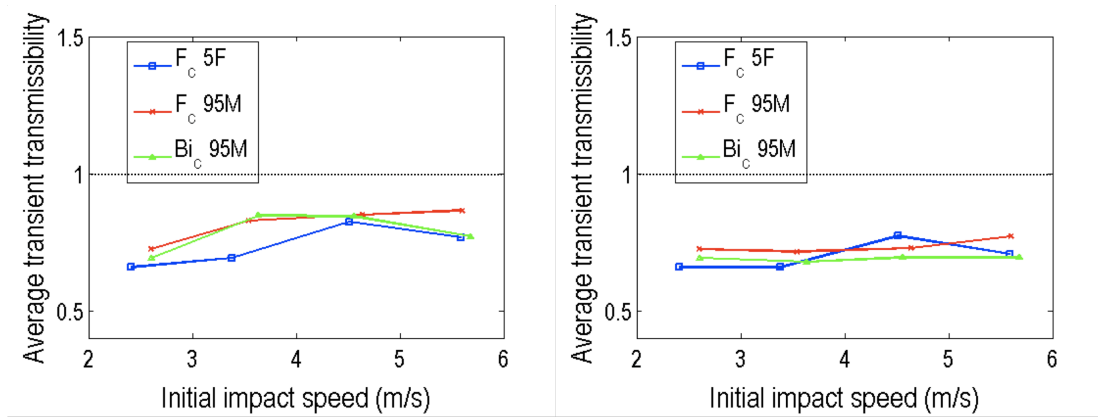 Average transient transmissibility
1.5
1
0.5
F_c 5F
F_c 95M
Bi_c 95M
2 3 4 5 6
Initial impact speed (m/s)
Average transient transmissibility
1.5
1
0.5
F_c 5F
F_c 95M
Bi_c 95M
2 3 4 5 6
Initial impact speed (m/s)